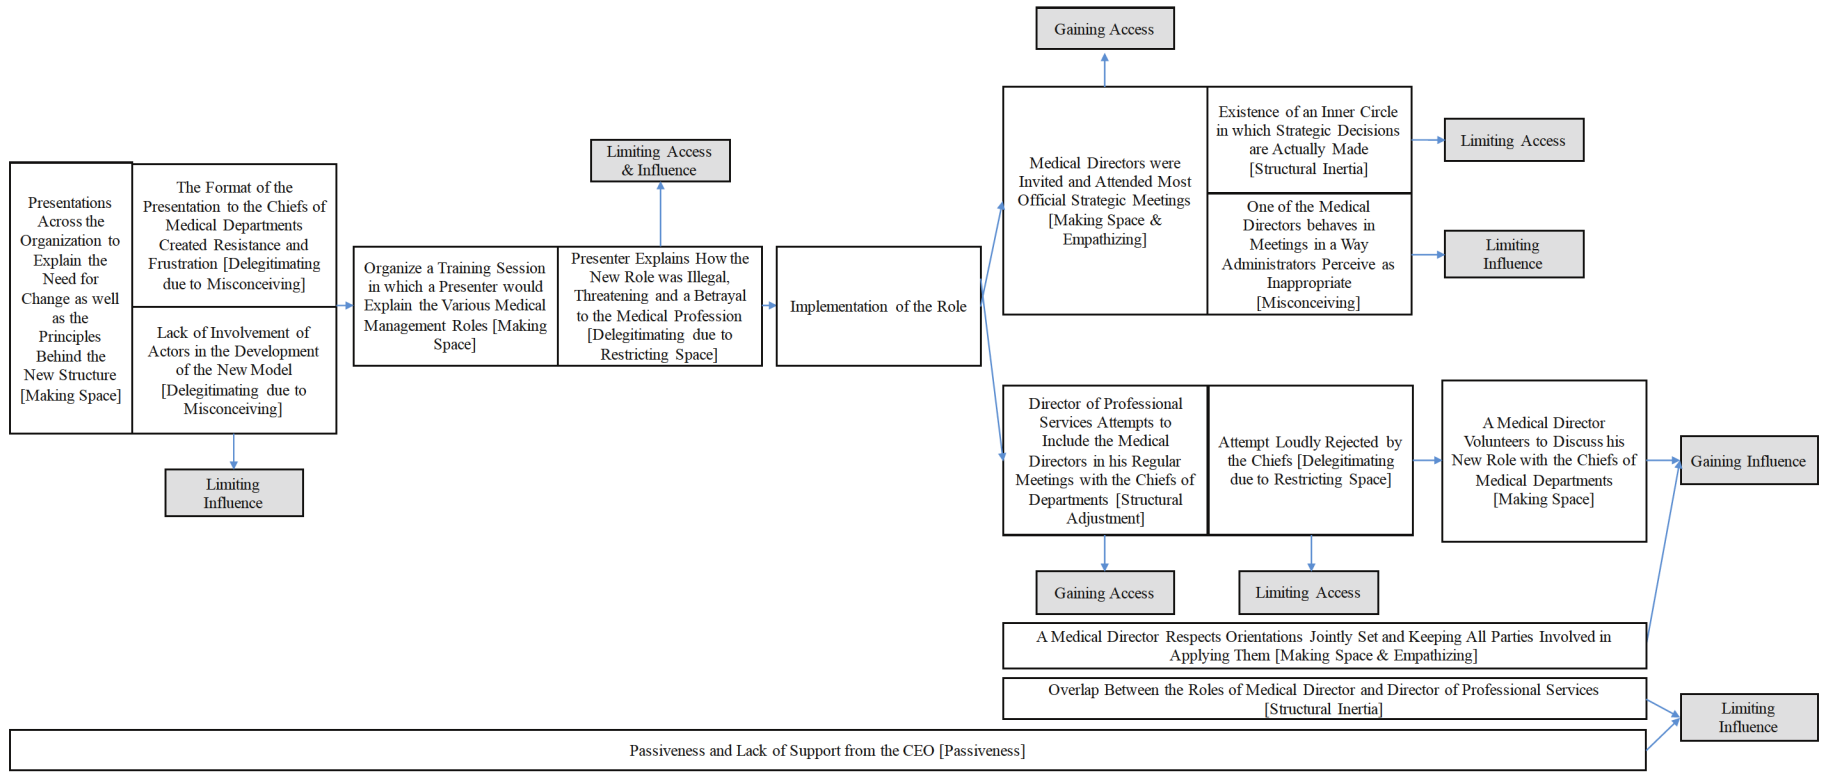 Presentations
Across the
Organization to
Explain the
Need for
Change as well
as the
Principles
Behind the
New Structure
[Making Space]
The Format of the
Presentation to the Chiefs of
Medical Departments
Created Resistance and
Frustration [Delegitimating
due to Misconceiving]
Lack of Involvement of
Actors in the Development
of the New Model
[Delegitimating due to
Misconceiving]
Limiting
Influence
Organize a Training Session
in which a Presenter would
Explain the Various Medical
Management Roles [Making
Space]
Limiting Access
& Influence
Presenter Explains How the
New Role was Illegal,
Threatening and a Betrayal
to the Medical Profession
[Delegitimating due to
Restricting Space]
Implementation of the Role
Gaining Access
Medical Directors were
Invited and Attended Most
Official Strategic Meetings
[Making Space &
Empathizing]
Existence of an Inner Circle
in which Strategic Decisions
are Actually Made
[Structural Inertia]
Limiting Access
One of the Medical
Directors behaves in
Meetings in a Way
Administrators Perceive as
Inappropriate
[Misconceiving]
Limiting
Influence
Director of Professional
Services Attempts to
Include the Medical
Directors in his Regular
Meetings with the Chiefs of
Departments [Structural
Adjustment]
Gaining Access
Attempt Loudly Rejected by
the Chiefs [Delegitimating
due to Restricting Space]
Limiting Access
A Medical Director
Volunteers to Discuss his
New Role with the Chiefs of
Medical Departments
[Making Space]
Gaining Influence
A Medical Director Respects Orientations Jointly Set and Keeping All Parties Involved in
Applying Them [Making Space & Empathizing]
Overlap Between the Roles of Medical Director and Director of Professional Services
[Structural Inertia]
Limiting
Influence
Passiveness and Lack of Support from the CEO [Passiveness]